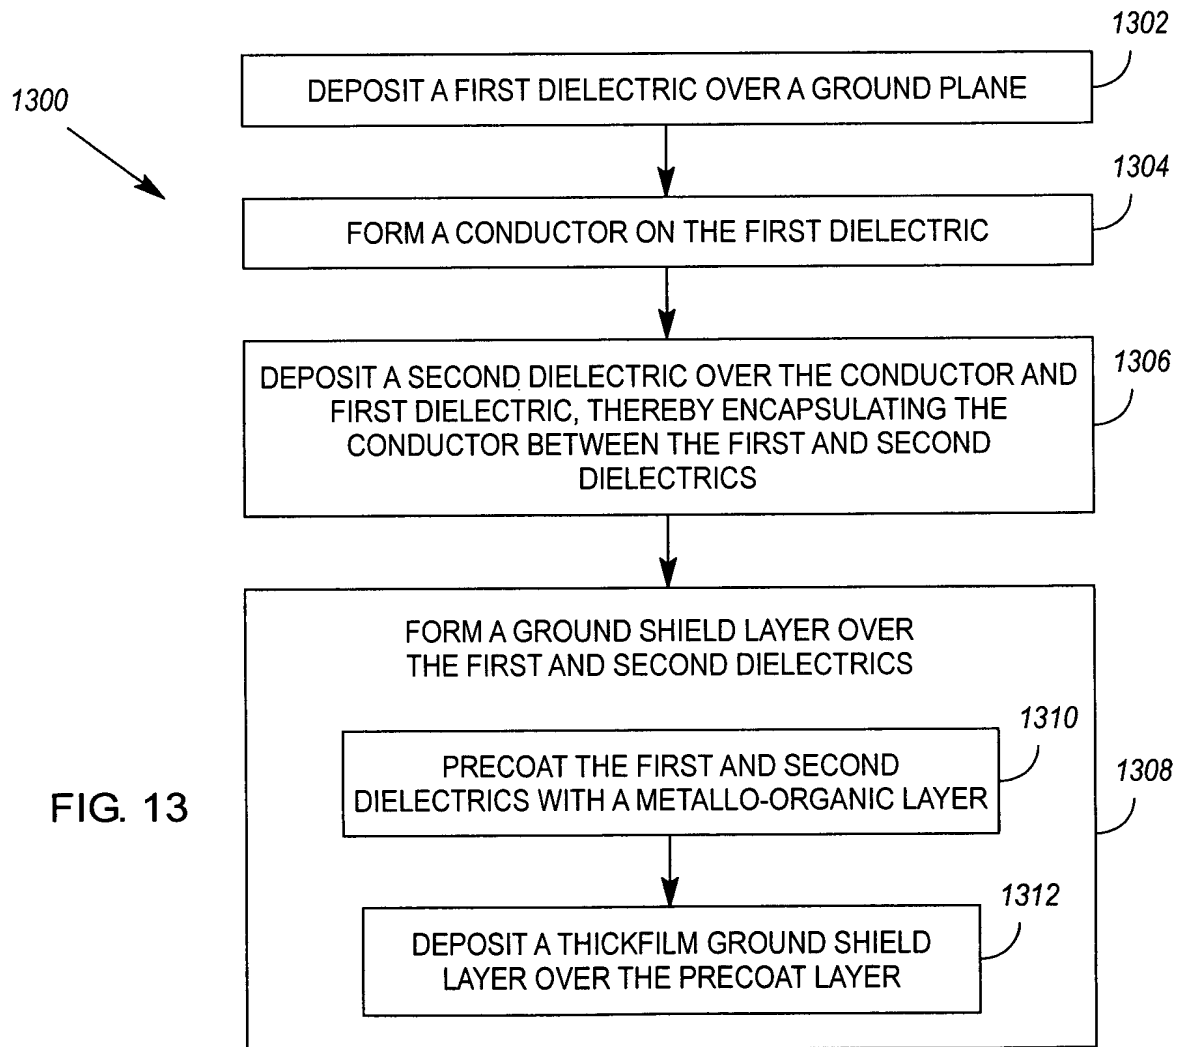 1302
1300
DEPOSIT A FIRST DIELECTRIC OVER A GROUND PLANE
1304
FORM A CONDUCTOR ON THE FIRST DIELECTRIC
1306
DEPOSIT A SECOND DIELECTRIC OVER THE CONDUCTOR AND
FIRST DIELECTRIC, THEREBY ENCAPSULATING THE
CONDUCTOR BETWEEN THE FIRST AND SECOND
DIELECTRICS
FORM A GROUND SHIELD LAYER OVER
THE FIRST AND SECOND DIELECTRICS
1310
PRECOAT THE FIRST AND SECOND
DIELECTRICS WITH A METALLO-ORGANIC LAYER
1308
FIG. 13
1312
DEPOSIT A THICKFILM GROUND SHIELD
LAYER OVER THE PRECOAT LAYER